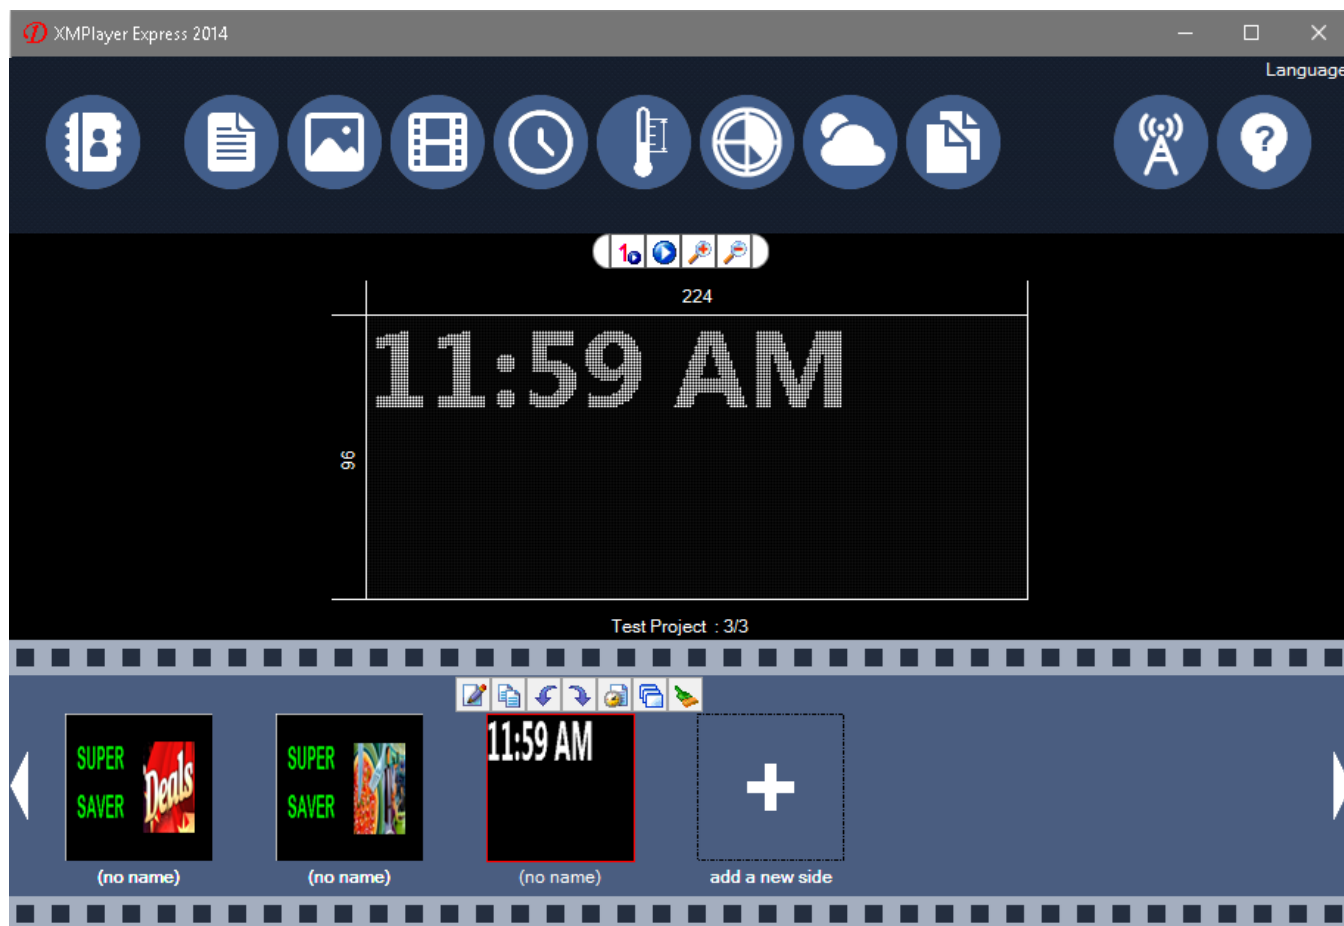 XMPlayer Express 2014
Language
224
11:59 AM
96
Test Project : 3/3
SUPER
SAVER
Deals
SUPER
SAVER
11:59 AM
(no name)
(no name)
(no name)
add a new side